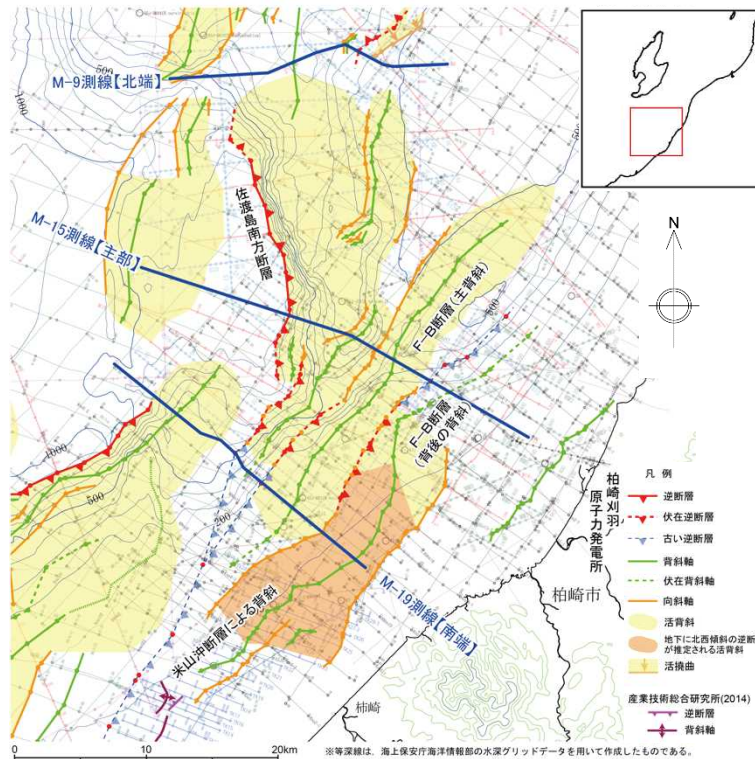 M-9測線【北端】
M-15測線【主部】
佐渡島南方断層
F-B断層(主背斜)
F-B断層
(背後の背斜)
米山沖断層による背斜
M-19測線【南端】
500
1000
500
1000
500
200
N
柏崎刈羽
原子力発電所
柏崎市
柿崎
凡 例
逆断層
伏在逆断層
古い逆断層
背斜軸
伏在背斜軸
向斜軸
活背斜
地下に北西傾斜の逆断
が推定される活背斜
活撓曲
産業技術総合研究所(2014)
逆断層
背斜軸
0 10 20km
※等深線は、海上保安庁海洋情報部の水深グリッドデータを用いて作成したものである。